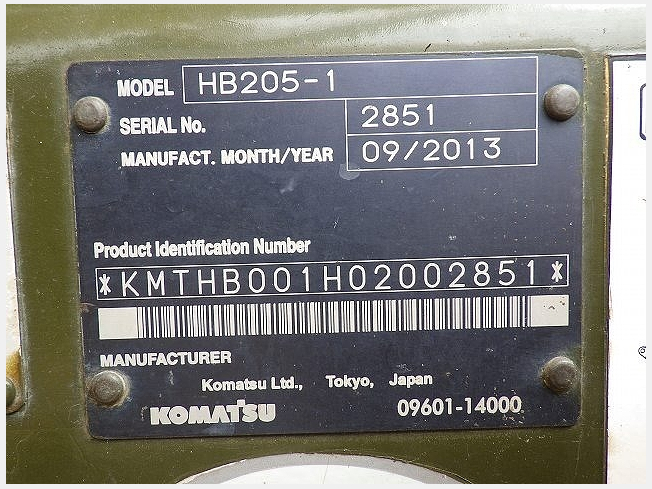 MODEL HB205-1
SERIAL No. 2851
MANUFACT. MONTH/YEAR 09/2013
Product Identification Number
*KMTHB001H02002851*
MANUFACTURER
Komatsu Ltd., Tokyo, Japan
KOMATSU 09601-14000